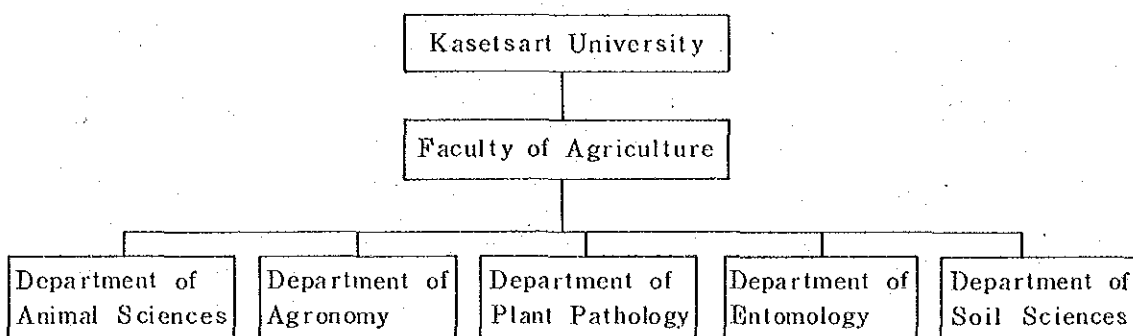 Kasetsart University
Faculty of Agriculture
Department of
Animal Sciences
Department of
Agronomy
Department of
Plant Pathology
Department of
Entomology
Department of
Soil Sciences